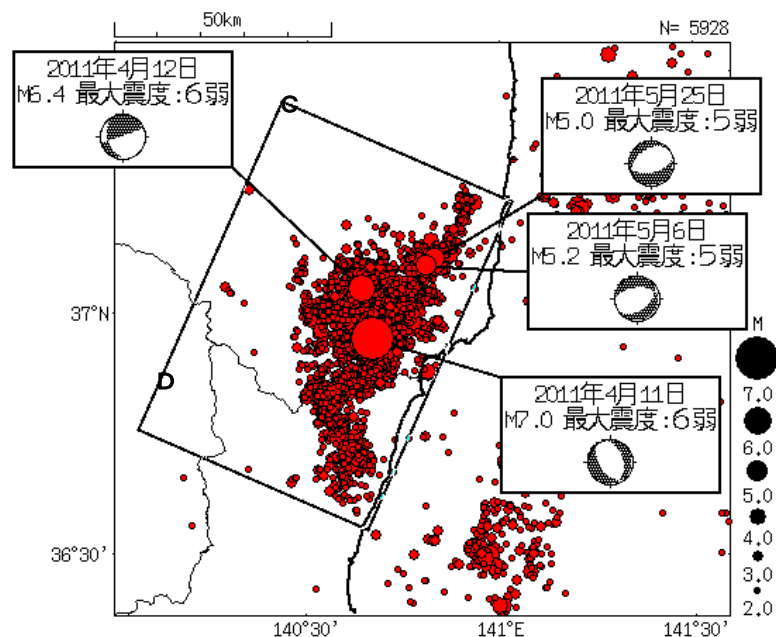 50km
N= 5928
2011年4月12日
M6.4 最大震度:6弱
2011年5月25日
M5.0 最大震度:5弱
2011年5月6日
M5.2 最大震度:5弱
2011年4月11日
M7.0 最大震度:6弱
C
D
37°N
36°30′
140°30′
141°E
141°30′
M
7.0
6.0
5.0
4.0
3.0
2.0